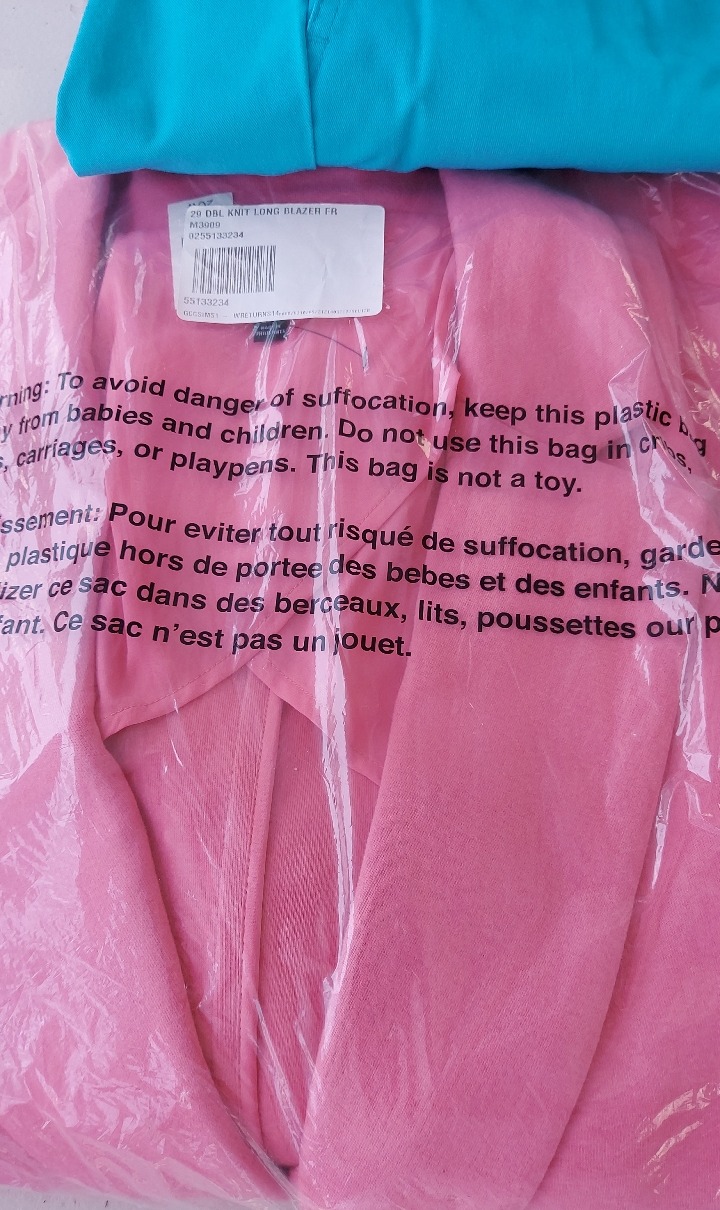 29 DBL KNIT LONG BLAZER FR
M3909
0255133234
55133234
rning: To avoid danger of suffocation, keep this plastic
y from babies and children. Do not use this bag in cribs,
s, carriages, or playpens. This bag is not a toy.
ssement: Pour eviter tout risqué de suffocation, garde
plastique hors de portee des bebes et des enfants. N
izer ce sac dans des berceaux, lits, poussettes our p
fant. Ce sac n'est pas un jouet.